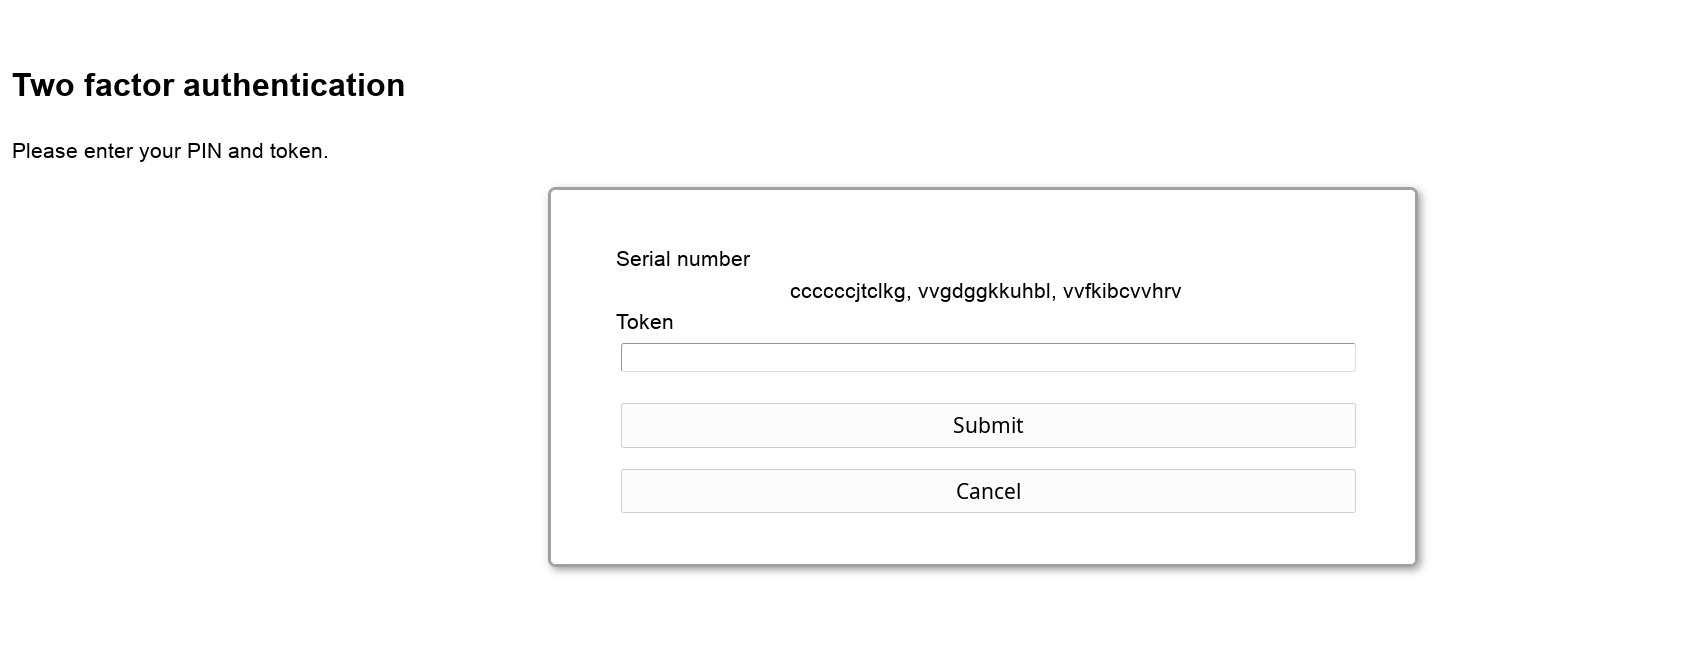 Two factor authentication
Please enter your PIN and token.
Serial number
ccccccjtclkg, vvgdggkkuhbl, vvfkibcvvhrv
Token
Submit
Cancel